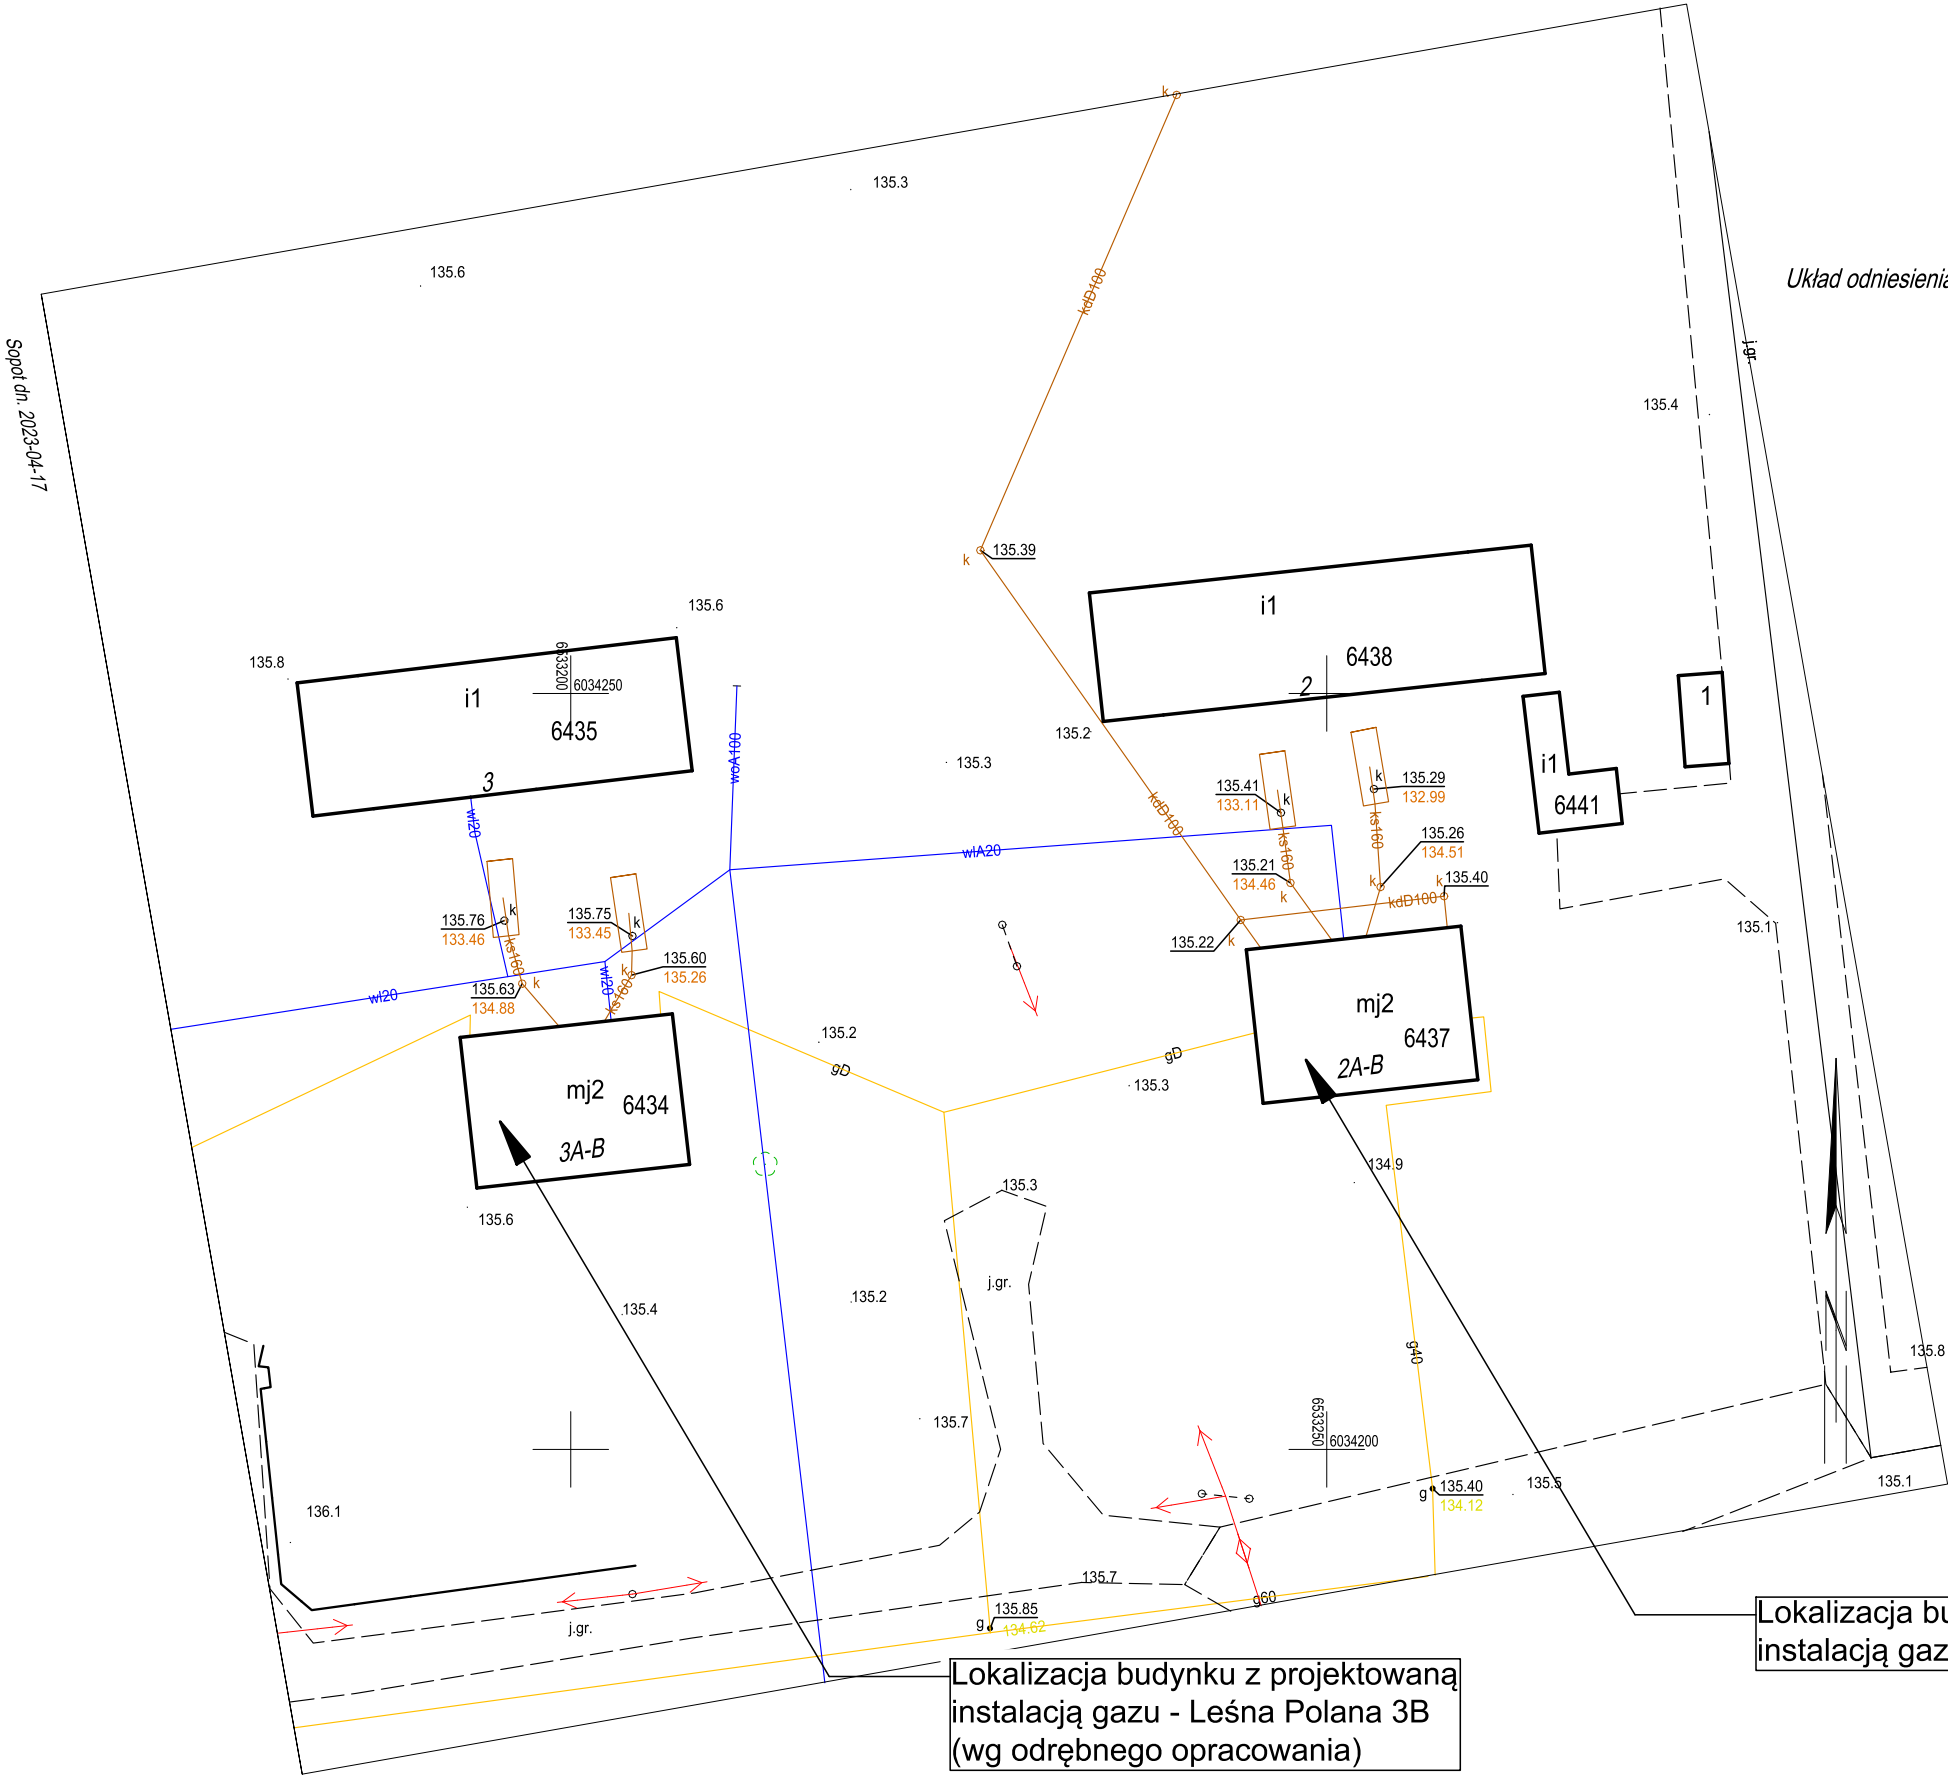 k
135.3
135.6
kdD100
Układ odniesienia
Sopot dn. 2023-04-17
j.gr.
135.4
135.39
k
i1
6438
2
135.6
135.8
6533200
6034250
i1
6435
3
1
135.2
135.3
woA100
i1
6441
k
135.29
132.99
135.41
133.11
k
kdD100
wl20
wlA20
ks160
ks160
135.26
134.51
135.21
134.46
k
k
k
135.40
kdD100
135.76
133.46
k
135.75
133.45
ks160
135.22
k
135.1
135.60
135.26
k
wl20
ks160
135.63
134.88
k
wl20
mj2
6437
2A-B
135.2
gD
gD
135.3
mj2
6434
3A-B
134.9
135.3
135.6
j.gr.
135.2
135.4
g40
135.8
135.7
6533250
6034200
135.5
135.1
g
135.40
134.12
136.1
135.7
g60
g
135.85
134.62
j.gr.
Lokalizacja bu
instalacją gaz
Lokalizacja budynku z projektowaną
instalacją gazu - Leśna Polana 3B
(wg odrębnego opracowania)